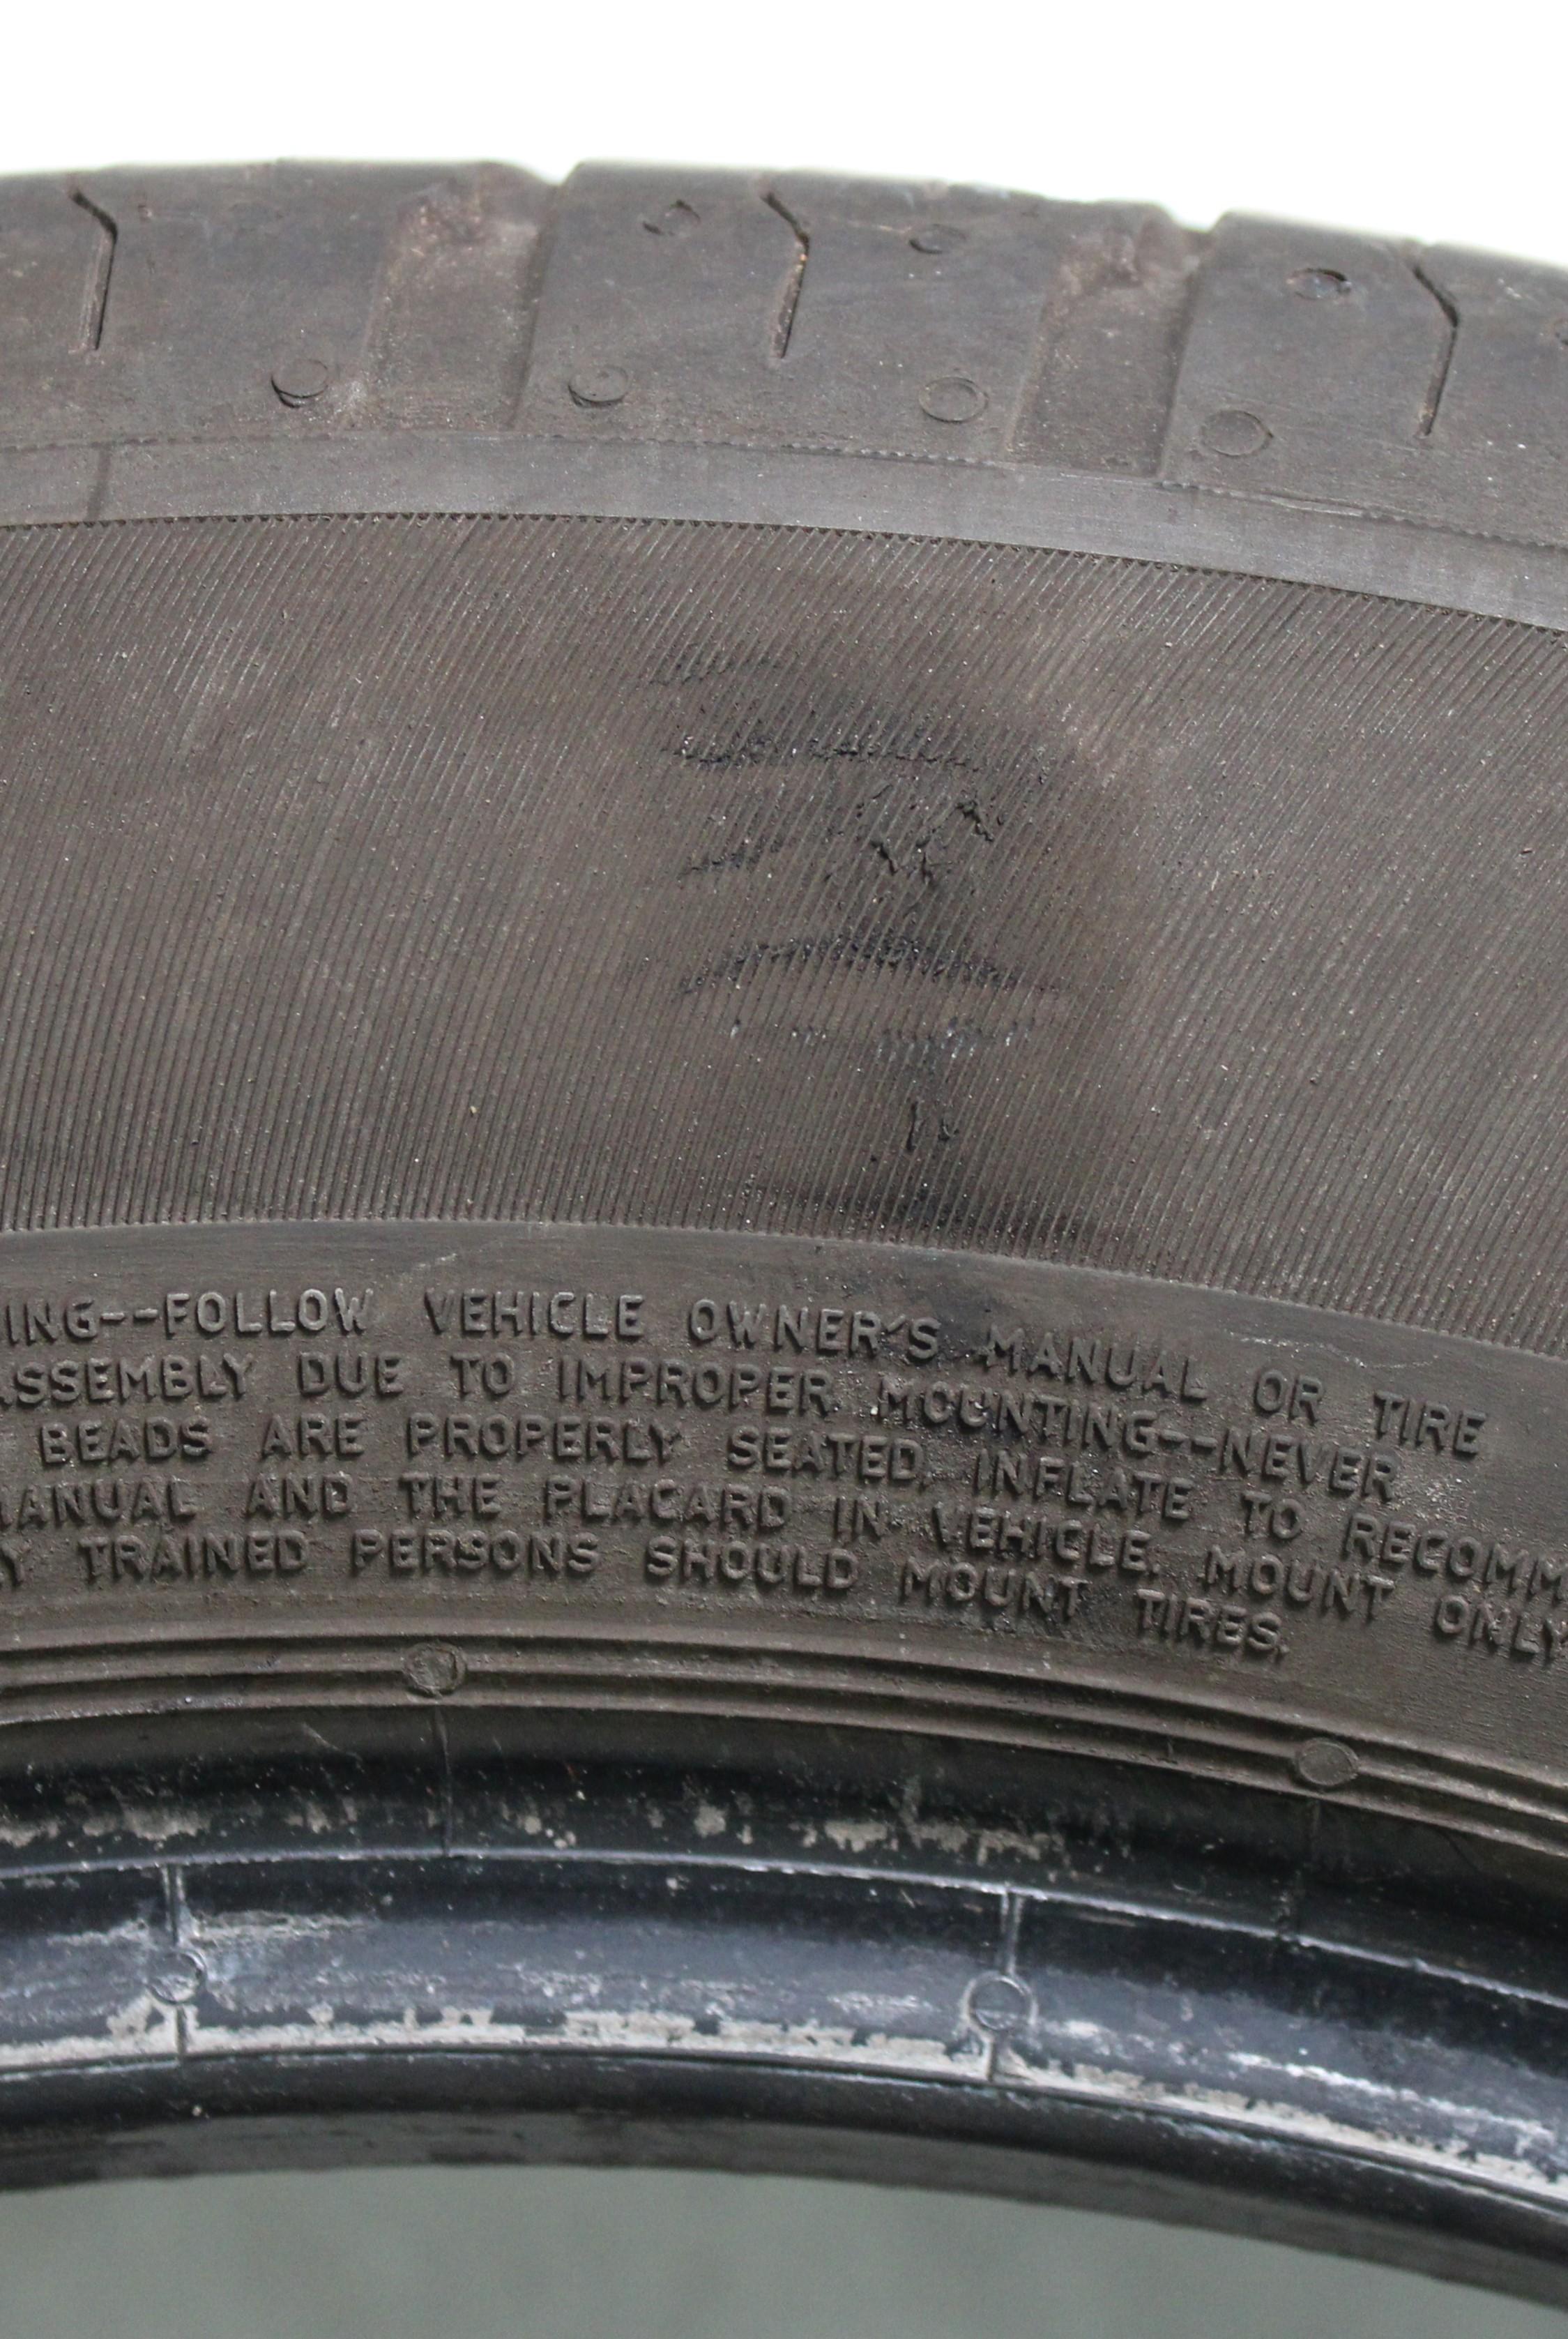 ING--FOLLOW VEHICLE OWNER'S MANUAL OR TIRE
ASSEMBLY DUE TO IMPROPER MOUNTING--NEVER
BEADS ARE PROPERLY SEATED. INFLATE TO RECOMM
MANUAL AND THE PLACARD IN VEHICLE. MOUNT ONLY
Y TRAINED PERSONS SHOULD MOUNT TIRES.